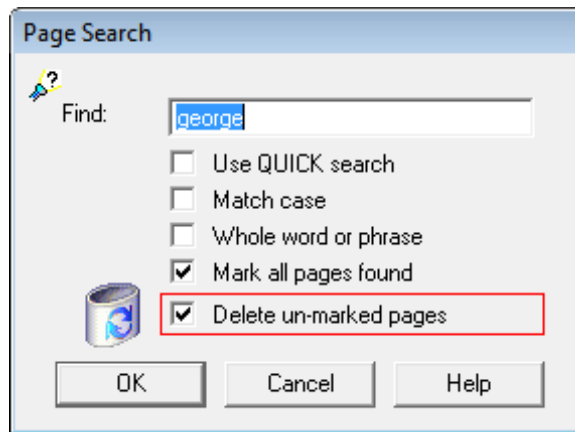 Page Search
Find:
george
Use QUICK search
Match case
Whole word or phrase
Mark all pages found
Delete un-marked pages
OK Cancel Help